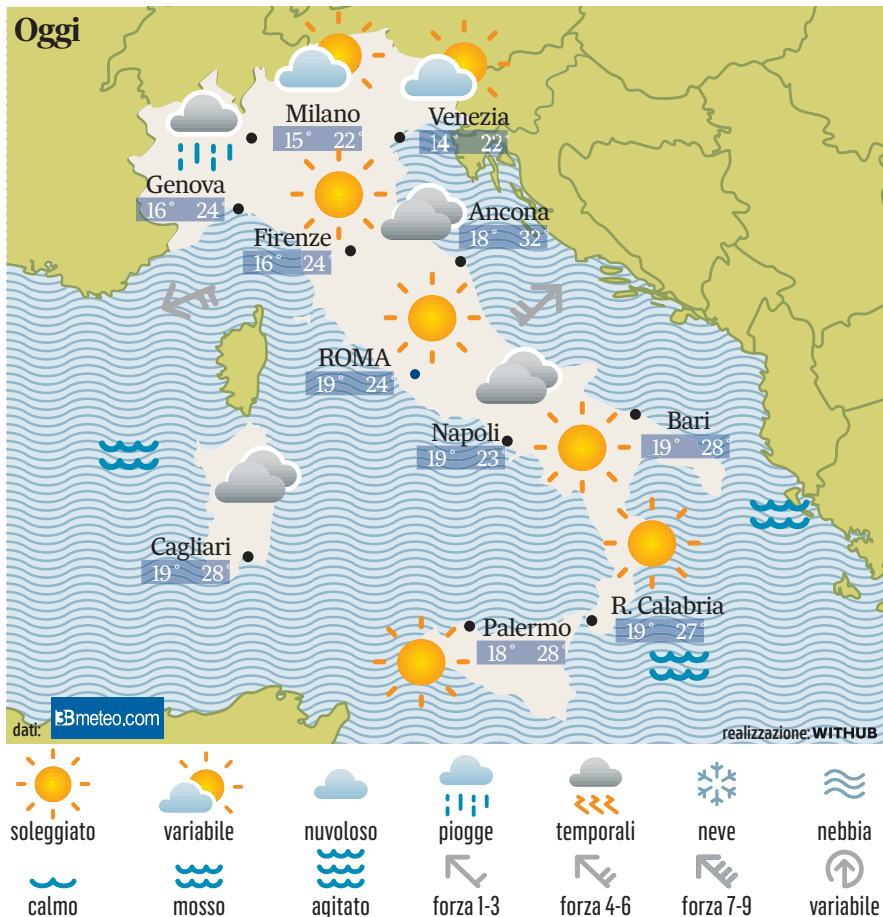 Oggi
Milano
15° 22°
Venezia
14° 22°
Genova
16° 24°
Firenze
16° 24°
Ancona
18° 32°
ROMA
19° 24°
Napoli
19° 23°
Bari
19° 28°
Cagliari
19° 28°
R. Calabria
19° 27°
Palermo
18° 28°
dati: 3Bmeteo.com
realizzazione: WITHUB
soleggiato variabile nuvoloso piogge temporali neve nebbia
calmo mosso agitato forza 1-3 forza 4-6 forza 7-9 variabile